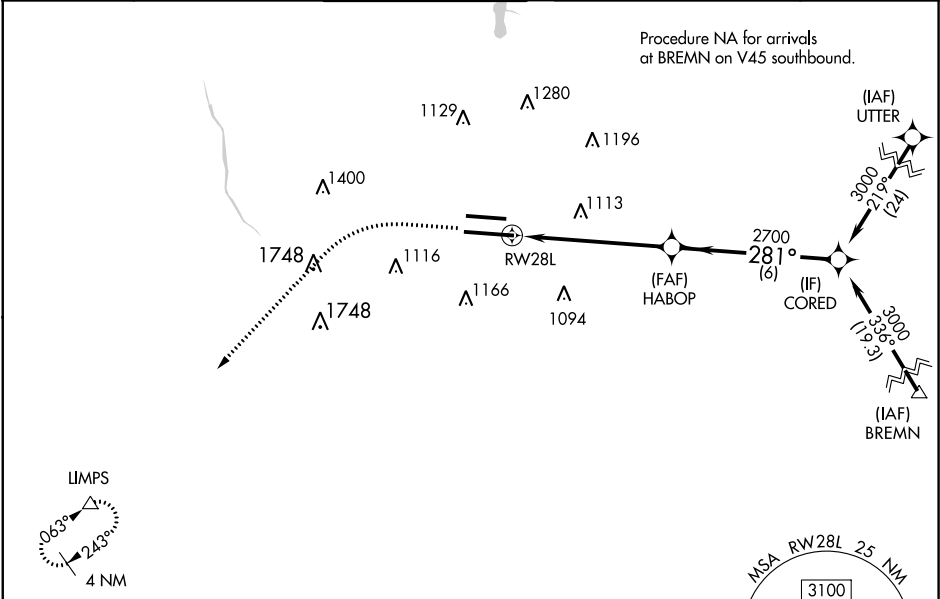 Procedure NA for arrivals
at BREMN on V45 southbound.
(IAF)
UTTER
1129
1280
1196
3000
219°
(24)
1400
1113
1748
1116
RW28L
2700
281°
(6)
(FAF)
HABOP
(IF)
CORED
1166
1094
1748
3000
336°
(19.3)
(IAF)
BREMN
LIMPS
063°
243°
4 NM
MSA RW28L 25 NM
3100